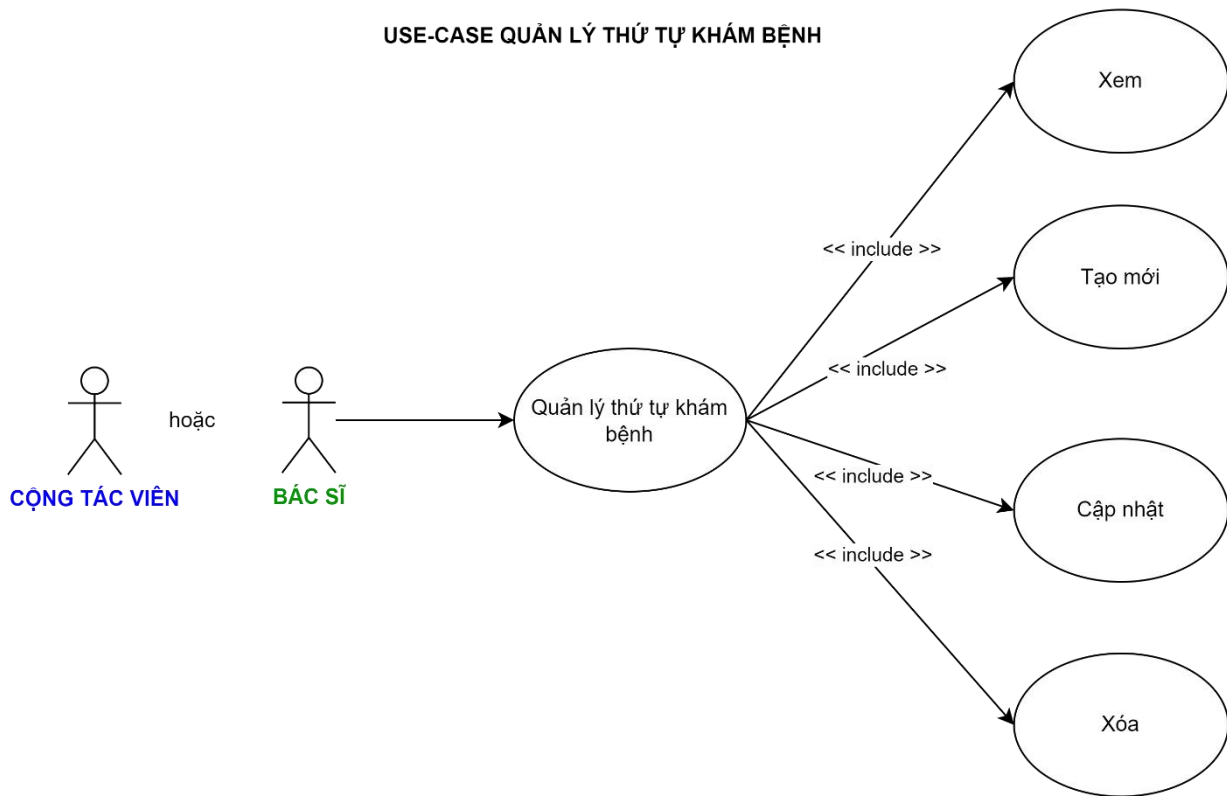 USE-CASE QUẢN LÝ THỨ TỰ KHÁM BỆNH
Xem
<< include >>
Tạo mới
<< include >>
hoặc
Quản lý thứ tự khám
bệnh
CỘNG TÁC VIÊN
BÁC SĨ
<< include >>
Cập nhật
<< include >>
Xóa